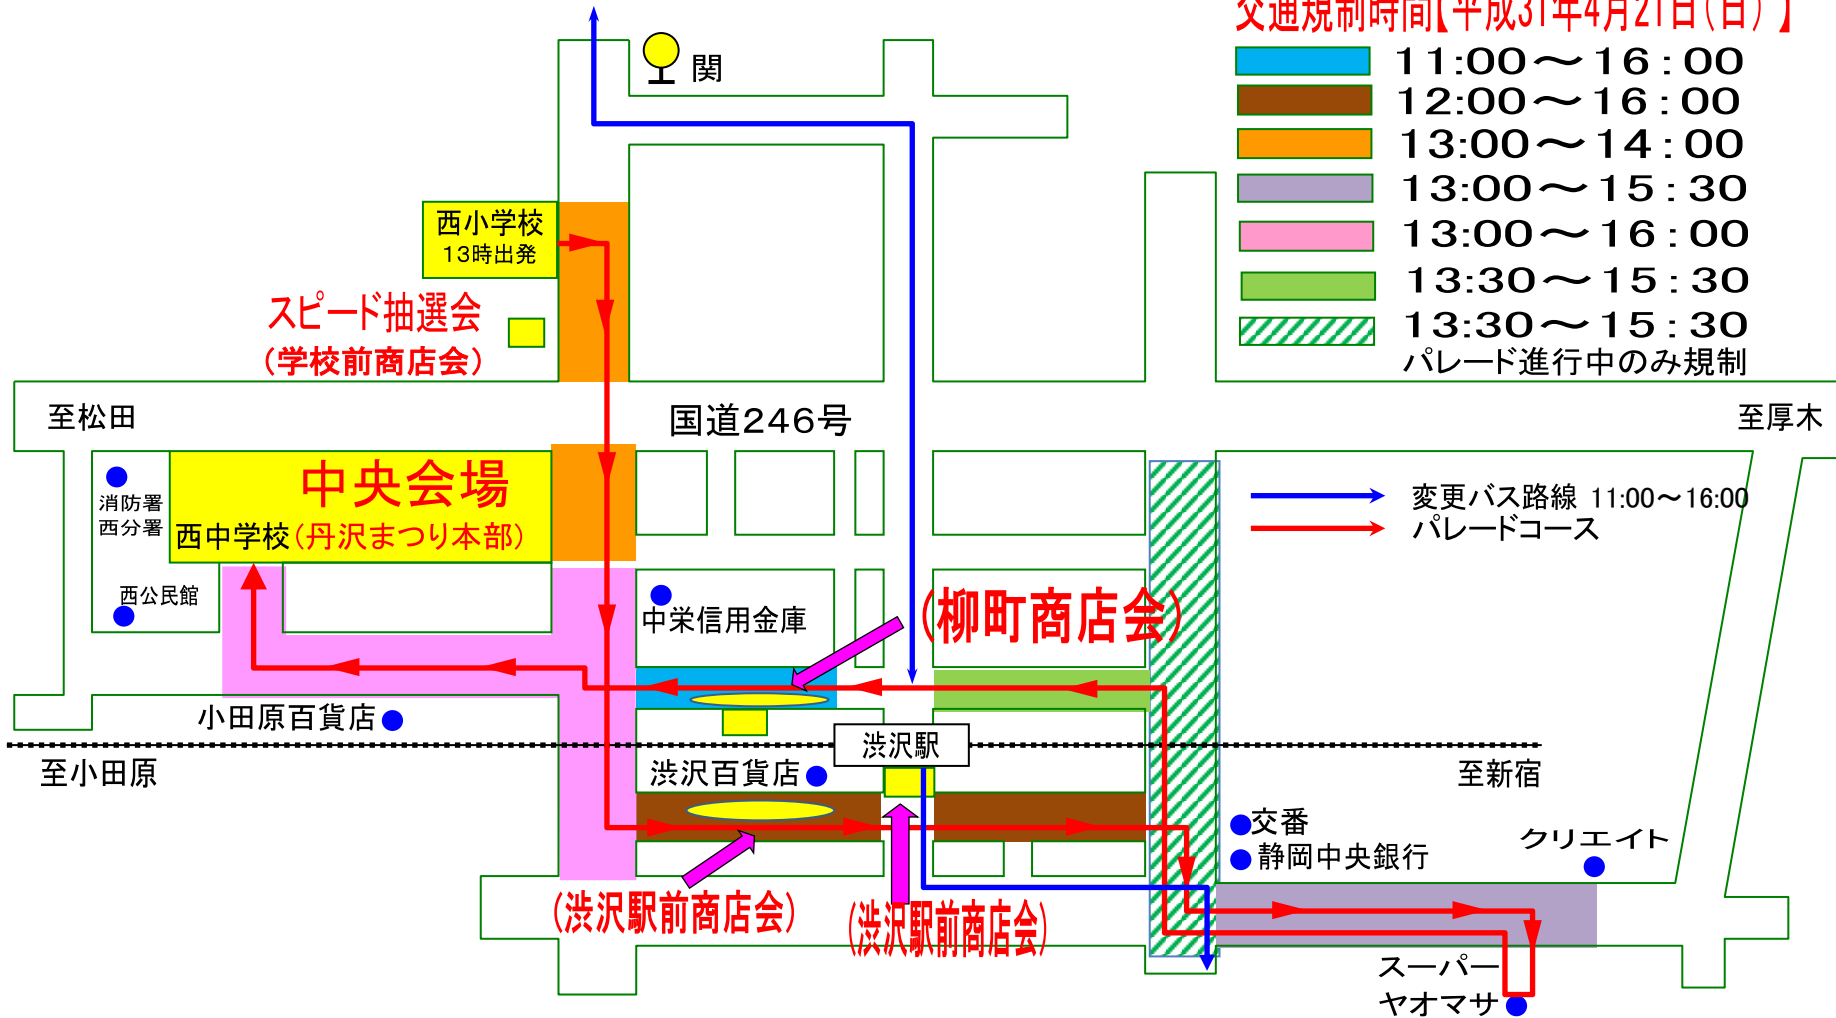 交通規制時間【平成31年4月21日（日）】
11:00～16：00
12:00～16：00
13:00～14：00
13:00～15：30
13:00～16：00
13:30～15：30
13:30～15：30
パレード進行中のみ規制
関
西小学校
13時出発
スピード抽選会
（学校前商店会）
至松田
国道246号
至厚木
中央会場
西中学校（丹沢まつり本部）
消防署
西分署
西公民館
変更バス路線 11:00～16:00
パレードコース
中栄信用金庫
（柳町商店会）
小田原百貨店
渋沢駅
至小田原
渋沢百貨店
至新宿
交番
静岡中央銀行
クリエイト
（渋沢駅前商店会）
（渋沢駅前商店会）
スーパー
ヤオマサ